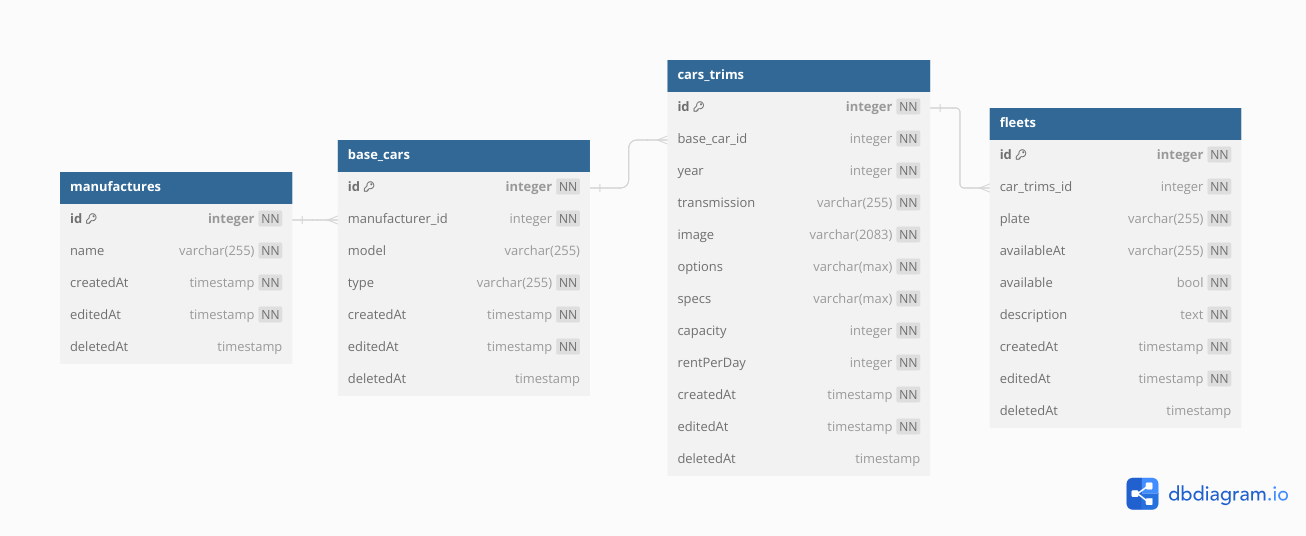 manufactures
id integer NN
name varchar(255) NN
createdAt timestamp NN
editedAt timestamp NN
deletedAt timestamp
base_cars
id integer NN
manufacturer_id integer NN
model varchar(255)
type varchar(255) NN
createdAt timestamp NN
editedAt timestamp NN
deletedAt timestamp
cars_trims
id integer NN
base_car_id integer NN
year integer NN
transmission varchar(255) NN
image varchar(2083) NN
options varchar(max) NN
specs varchar(max) NN
capacity integer NN
rentPerDay integer NN
createdAt timestamp NN
editedAt timestamp NN
deletedAt timestamp
fleets
id integer NN
car_trims_id integer NN
plate varchar(255) NN
availableAt varchar(255) NN
available bool NN
description text NN
createdAt timestamp NN
editedAt timestamp NN
deletedAt timestamp
dbdiagram.io